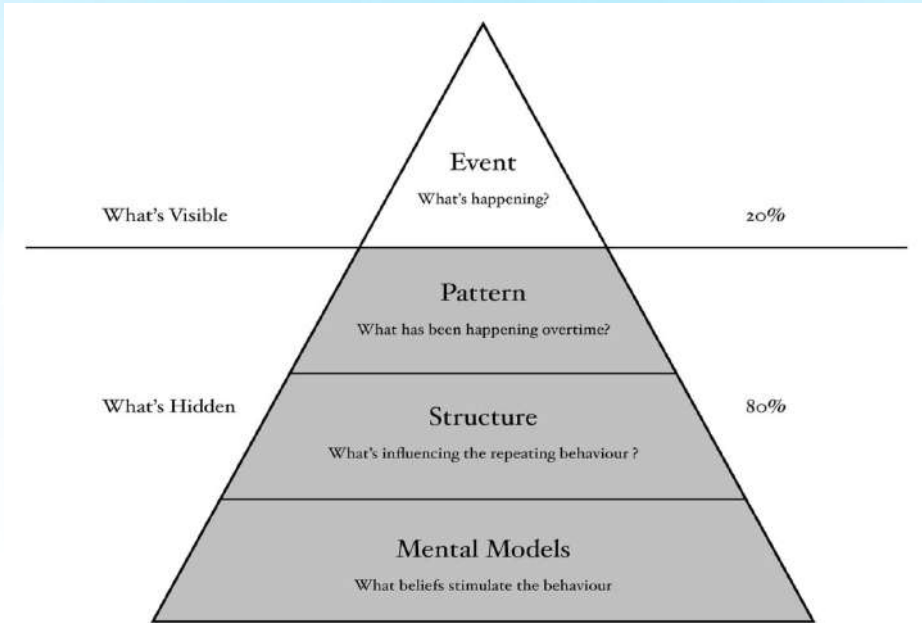 Event
What's happening?
What's Visible
20%
Pattern
What has been happening overtime?
What's Hidden
80%
Structure
What's influencing the repeating behaviour ?
Mental Models
What beliefs stimulate the behaviour